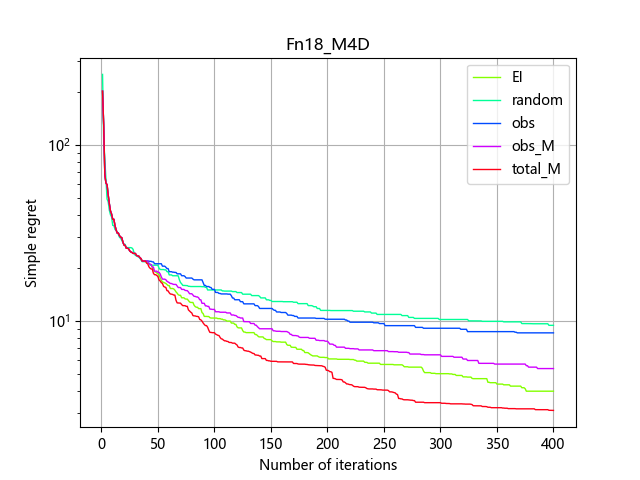 Fn18_M4D
Simple regret
10²
10¹
EI
random
obs
obs_M
total_M
0 50 100 150 200 250 300 350 400
Number of iterations